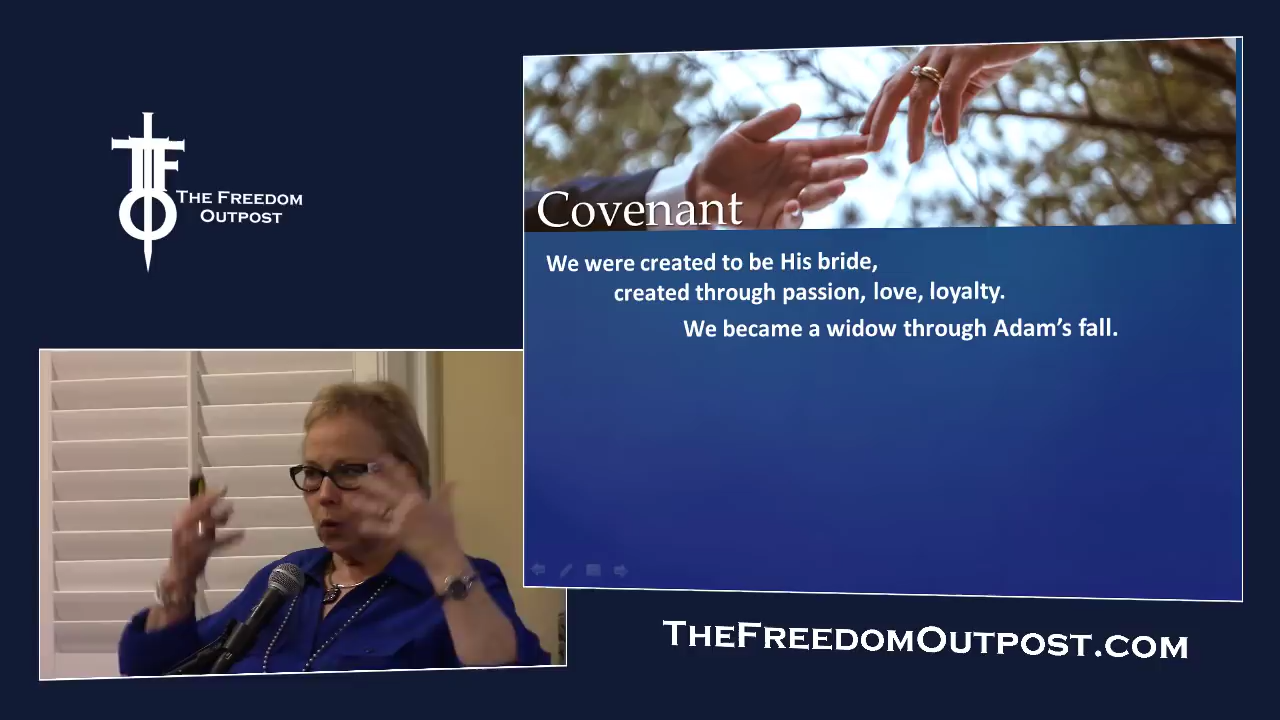 TF
The Freedom
Outpost
Covenant
We were created to be His bride,
created through passion, love, loyalty.
We became a widow through Adam's fall.
TheFreedomOutpost.com